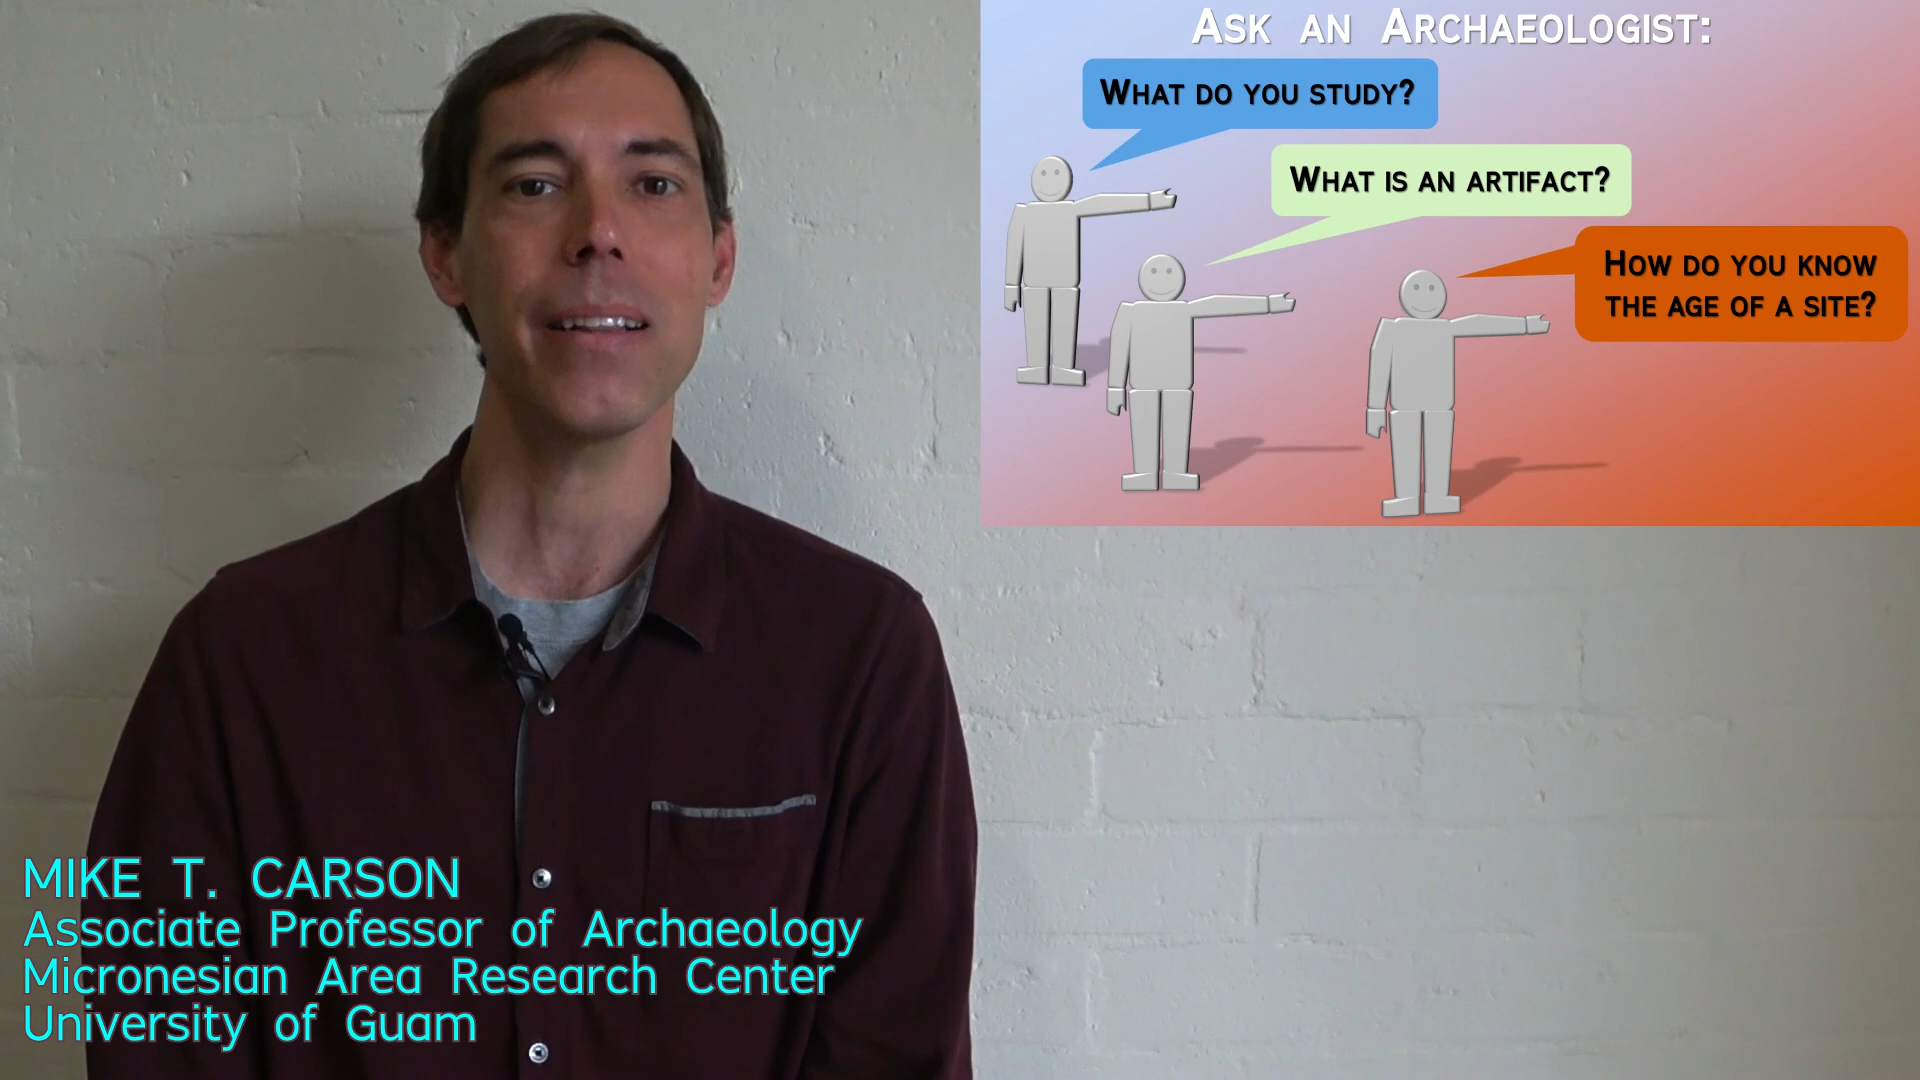 ASK AN ARCHAEOLOGIST:
WHAT DO YOU STUDY?
WHAT IS AN ARTIFACT?
HOW DO YOU KNOW
THE AGE OF A SITE?
MIKE T. CARSON
Associate Professor of Archaeology
Micronesian Area Research Center
University of Guam